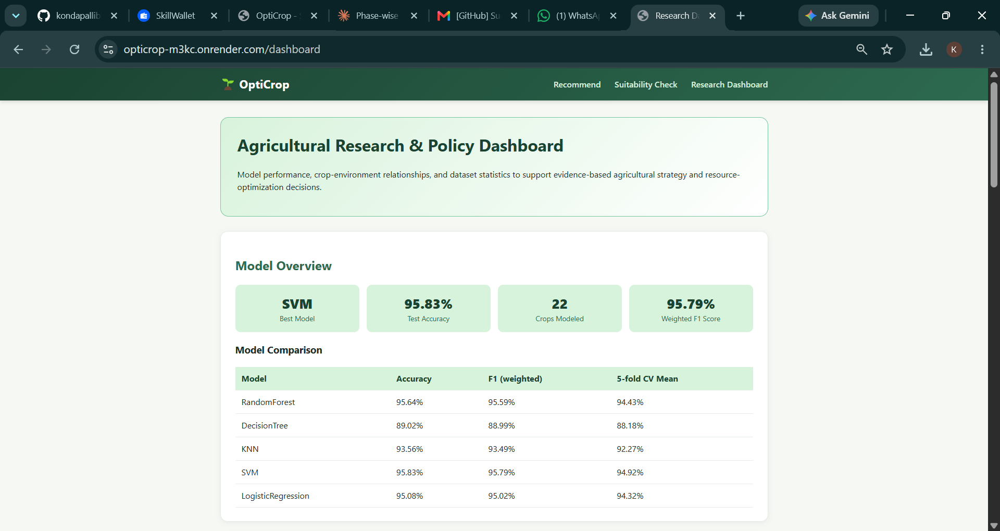 kondapallib
SkillWallet
OptiCrop -
Phase-wise
[GitHub] Su
(1) WhatsAp
Research Da
Ask Gemini
opticrop-m3kc.onrender.com/dashboard
K
OptiCrop
Recommend Suitability Check Research Dashboard
Agricultural Research & Policy Dashboard
Model performance, crop-environment relationships, and dataset statistics to support evidence-based agricultural strategy and resource-
optimization decisions.
Model Overview
SVM 95.83% 22 95.79%
Best Model Test Accuracy Crops Modeled Weighted F1 Score
Model Comparison
Model Accuracy F1 (weighted) 5-fold CV Mean
RandomForest 95.64% 95.59% 94.43%
DecisionTree 89.02% 88.99% 88.18%
KNN 93.56% 93.49% 92.27%
SVM 95.83% 95.79% 94.92%
LogisticRegression 95.08% 95.02% 94.32%